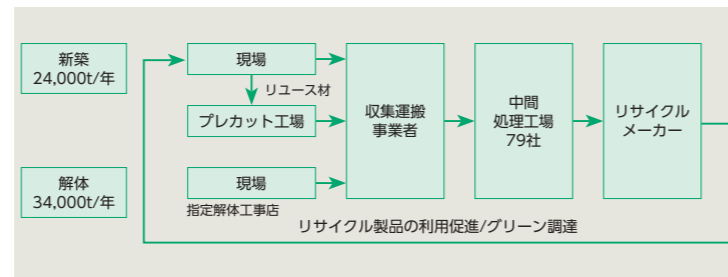 新築
24,000t/年
現場
リユース材
プレカット工場
収集運搬
事業者
中間
処理工場
79社
リサイクル
メーカー
解体
34,000t/年
現場
指定解体工事店
リサイクル製品の利用促進/グリーン調達